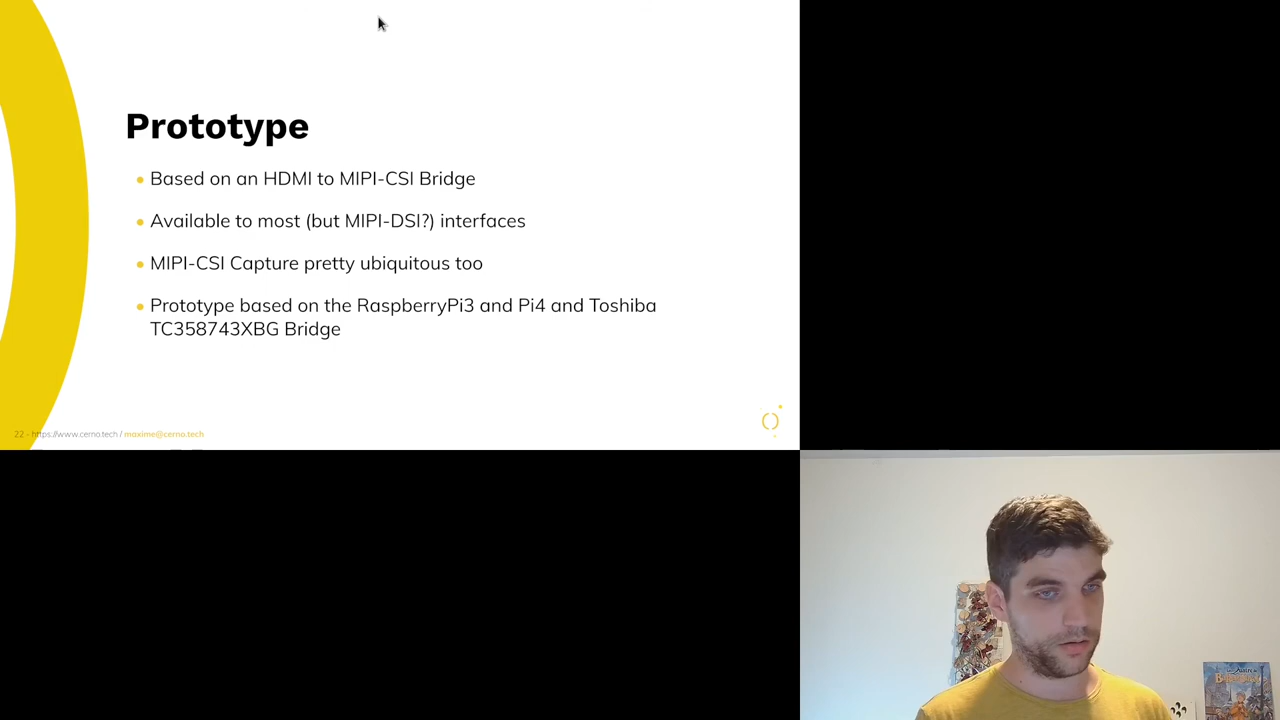 Prototype
Based on an HDMI to MIPI-CSI Bridge
Available to most (but MIPI-DSI?) interfaces
MIPI-CSI Capture pretty ubiquitous too
Prototype based on the RaspberryPi3 and Pi4 and Toshiba
TC358743XBG Bridge
22 - https://www.cerno.tech / maxime@cerno.tech